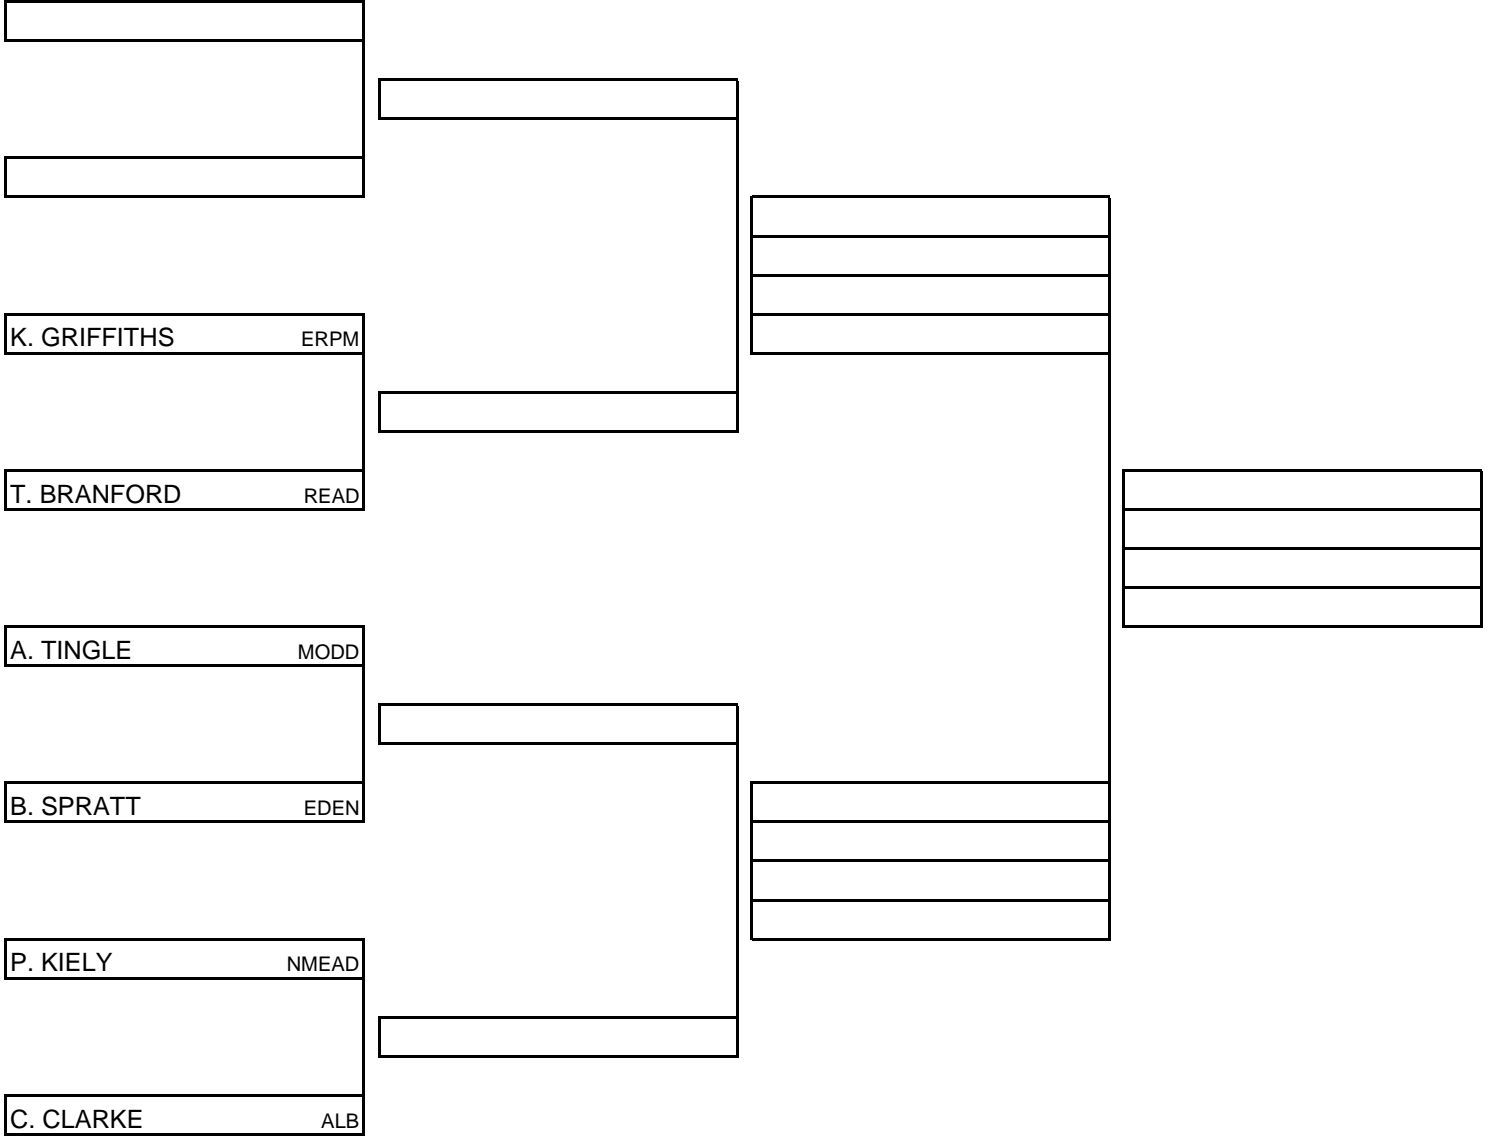 K. GRIFFITHS ERPM
T. BRANFORD READ
A. TINGLE MODD
B. SPRATT EDEN
P. KIELY NMEAD
C. CLARKE ALB